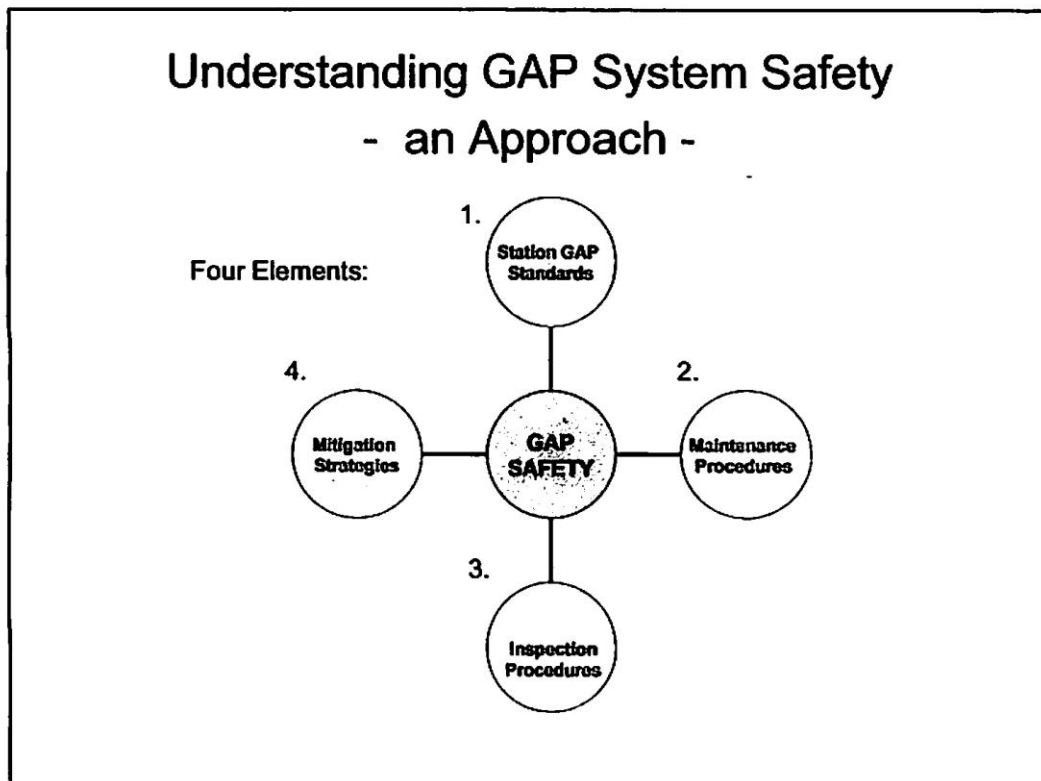 Understanding GAP System Safety
- an Approach -
Four Elements:
1.
Station GAP
Standards
2.
Maintenance
Procedures
3.
Inspection
Procedures
4.
Mitigation
Strategies
GAP
SAFETY